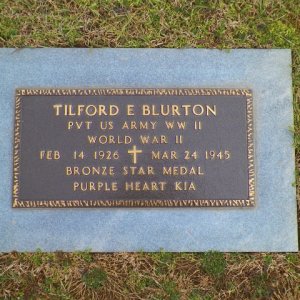 TILFORD E BLURTON
PVT US ARMY WW II
WORLD WAR II
FEB 14 1926 MAR 24 1945
BRONZE STAR MEDAL
PURPLE HEART KIA